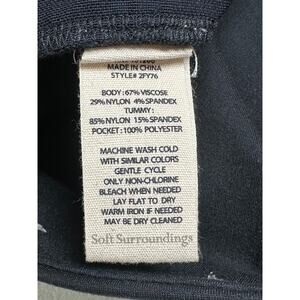 MADE IN CHINA
STYLE# 2FY76
BODY: 67% VISCOSE
29% NYLON 4% SPANDEX
TUMMY:
85% NYLON 15% SPANDEX
POCKET: 100% POLYESTER
MACHINE WASH COLD
WITH SIMILAR COLORS
GENTLE CYCLE
ONLY NON-CHLORINE
BLEACH WHEN NEEDED
LAY FLAT TO DRY
WARM IRON IF NEEDED
MAY BE DRY CLEANED
Soft Surroundings